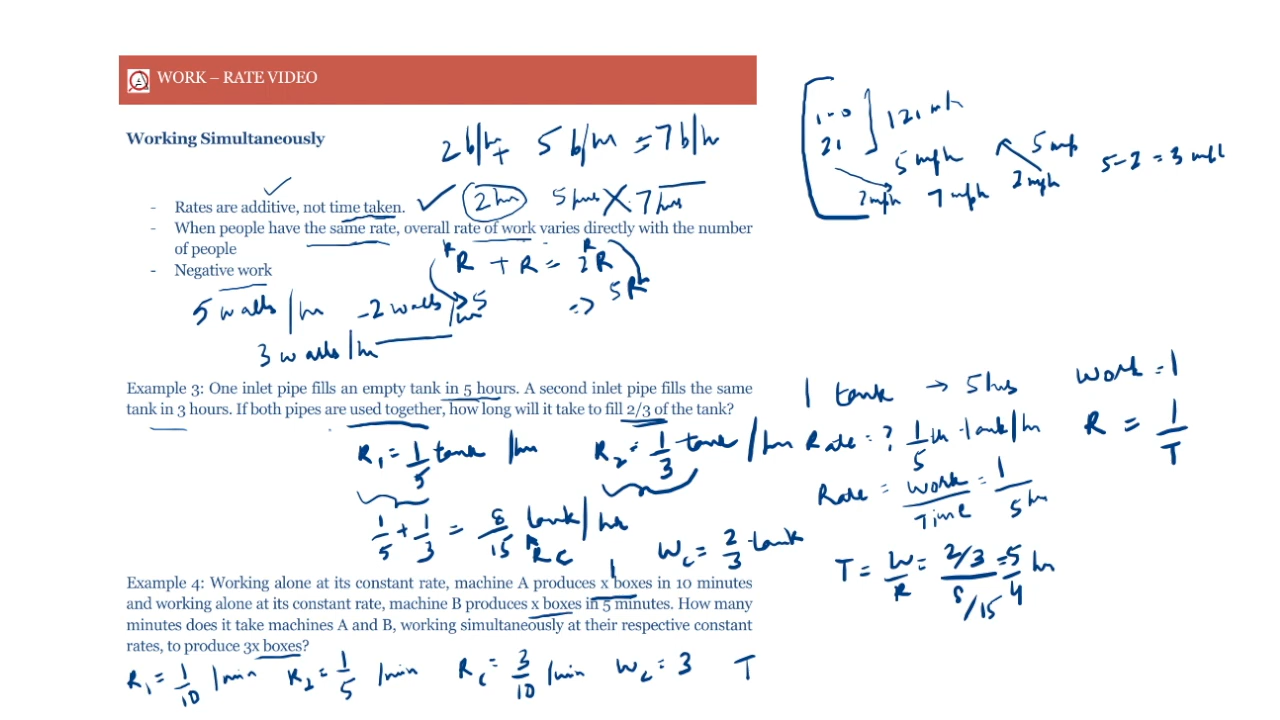 WORK – RATE VIDEO
Working Simultaneously
2b/hr + 5 b/hr = 7 b/hr
- Rates are additive, not time taken.
2 hr 5 hrs 7 hrs
- When people have the same rate, overall rate of work varies directly with the number
of people
- Negative work
R + R = 2R
=> 5R
5 walls/hr -2 walls/hr
3 walls/hr
5 mph
2 mph 7 mph
5 mph
2 mph
5-2 = 3 mph
Example 3: One inlet pipe fills an empty tank in 5 hours. A second inlet pipe fills the same
tank in 3 hours. If both pipes are used together, how long will it take to fill 2/3 of the tank?
R1 = 1/5 tank /hr R2 = 1/3 tank /hr
1/5 + 1/3 = 8/15 tank/hr
Rc
Wc = 2/3 tank
1 tank → 5 hrs
Work = 1
Rate = ? 1/5 th tank/hr
R = 1/T
Rate = Work/Time = 1/5 hr
T = W/R = 2/3 / 8/15 = 5/4 hr
1
Example 4: Working alone at its constant rate, machine A produces x boxes in 10 minutes
and working alone at its constant rate, machine B produces x boxes in 5 minutes. How many
minutes does it take machines A and B, working simultaneously at their respective constant
rates, to produce 3x boxes?
R1 = 1/10 /min R2 = 1/5 /min Rc = 3/10 /min Wc = 3 T